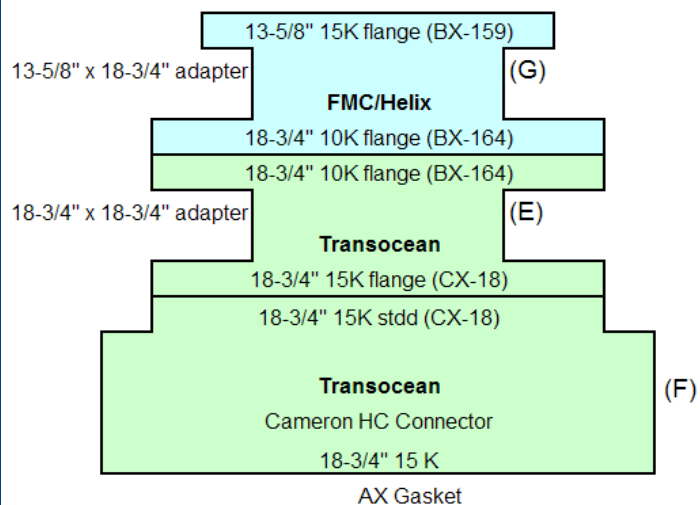 13-5/8" 15K flange (BX-159)
13-5/8" x 18-3/4" adapter
(G)
FMC/Helix
18-3/4" 10K flange (BX-164)
18-3/4" 10K flange (BX-164)
18-3/4" x 18-3/4" adapter
(E)
Transocean
18-3/4" 15K flange (CX-18)
18-3/4" 15K stdd (CX-18)
Transocean
(F)
Cameron HC Connector
18-3/4" 15 K
AX Gasket